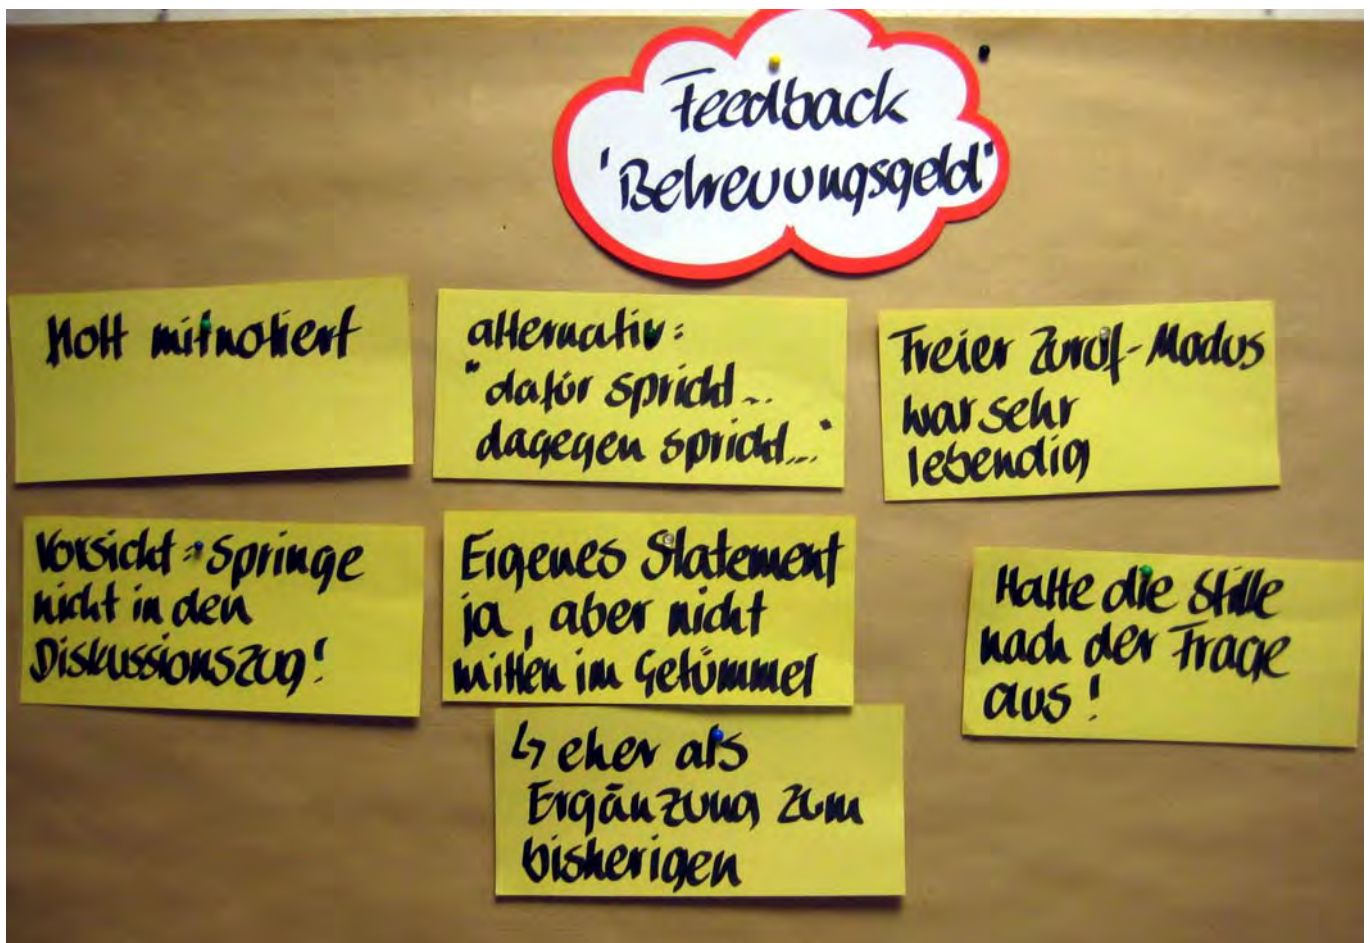 Feedback
"Betreuungsgeld"
Flott mitnotiert
alternativ:
"dafür spricht...
dagegen spricht..."
Freier Zuruf-Modus
war sehr
lebendig
Vorsicht: Springe
nicht in den
Diskussionszug!
Eigenes Statement
ja, aber nicht
mitten im Getümmel
↳ eher als
Ergänzung zum
bisherigen
Halte die Stille
nach der Frage
aus!